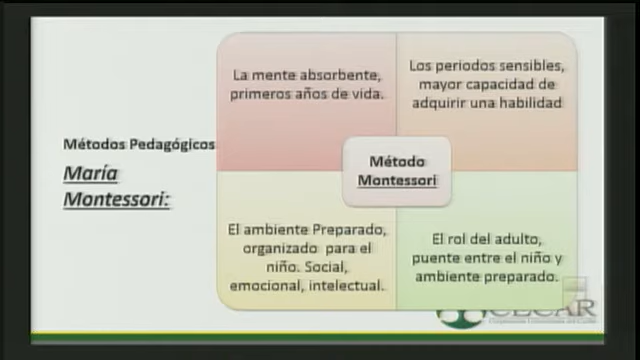 La mente absorbente,
primeros años de vida.
Los periodos sensibles,
mayor capacidad de
adquirir una habilidad
Métodos Pedagógicos
María
Montessori:
Método
Montessori
El ambiente Preparado,
organizado para el
niño. Social,
emocional, intelectual.
El rol del adulto,
puente entre el niño y
ambiente preparado.
CECAR